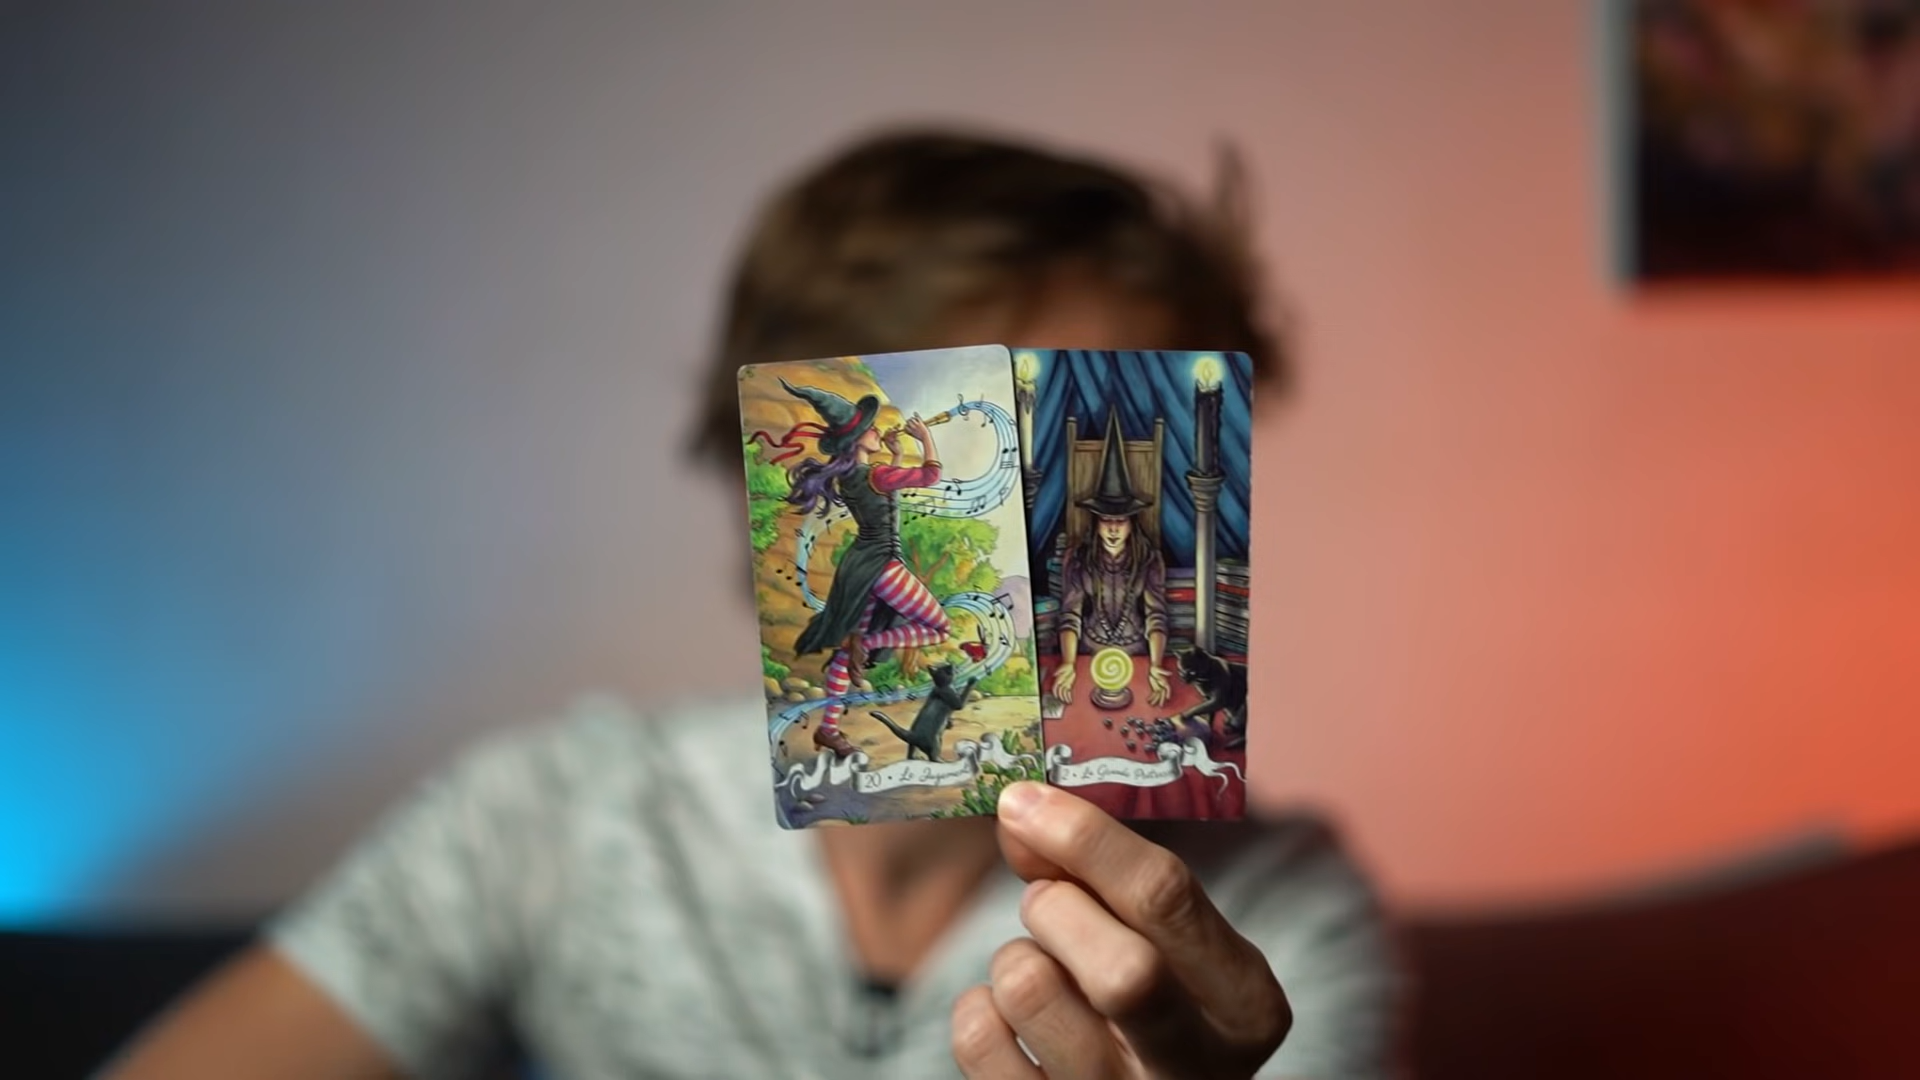 20 • Le Jugement
2 • La Grande Prêtresse